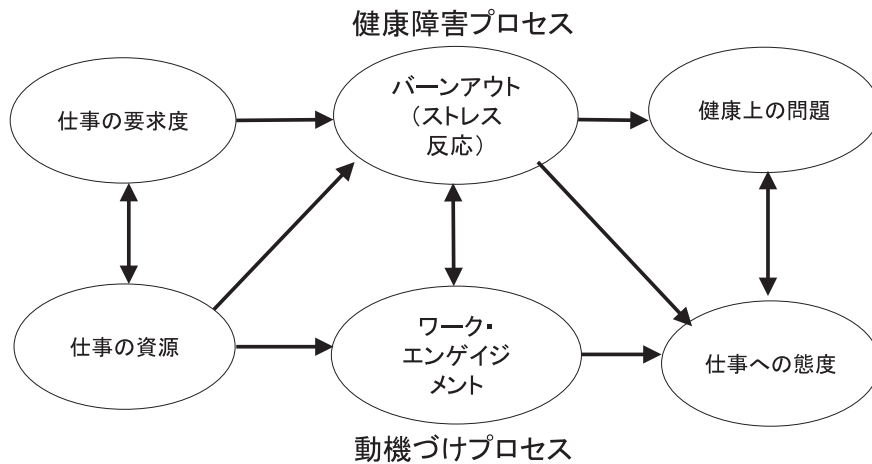 健康障害プロセス
仕事の要求度
バーンアウト
(ストレス
反応)
健康上の問題
仕事の資源
ワーク・
エンゲイジ
メント
仕事への態度
動機づけプロセス